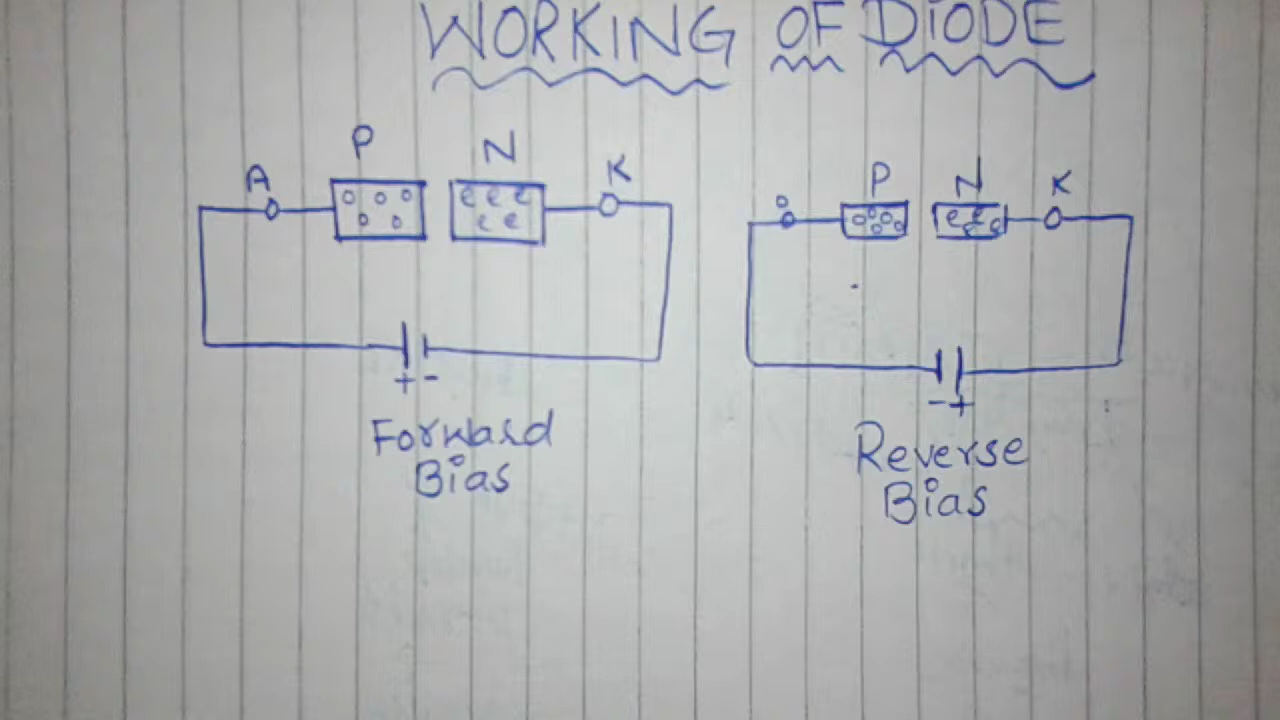 WORKING OF DIODE
P N
A K
P N K
e e e
e e
e e
e e
+ -
- +
Forward
Bias
Reverse
Bias